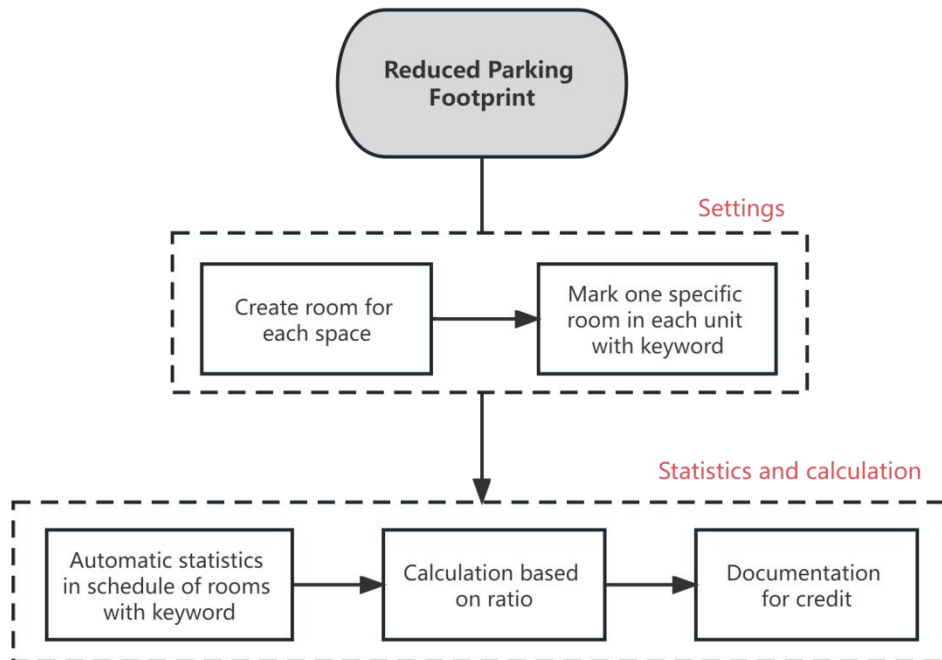 Reduced Parking
Footprint
Settings
Create room for
each space
Mark one specific
room in each unit
with keyword
Statistics and calculation
Automatic statistics
in schedule of rooms
with keyword
Calculation based
on ratio
Documentation
for credit